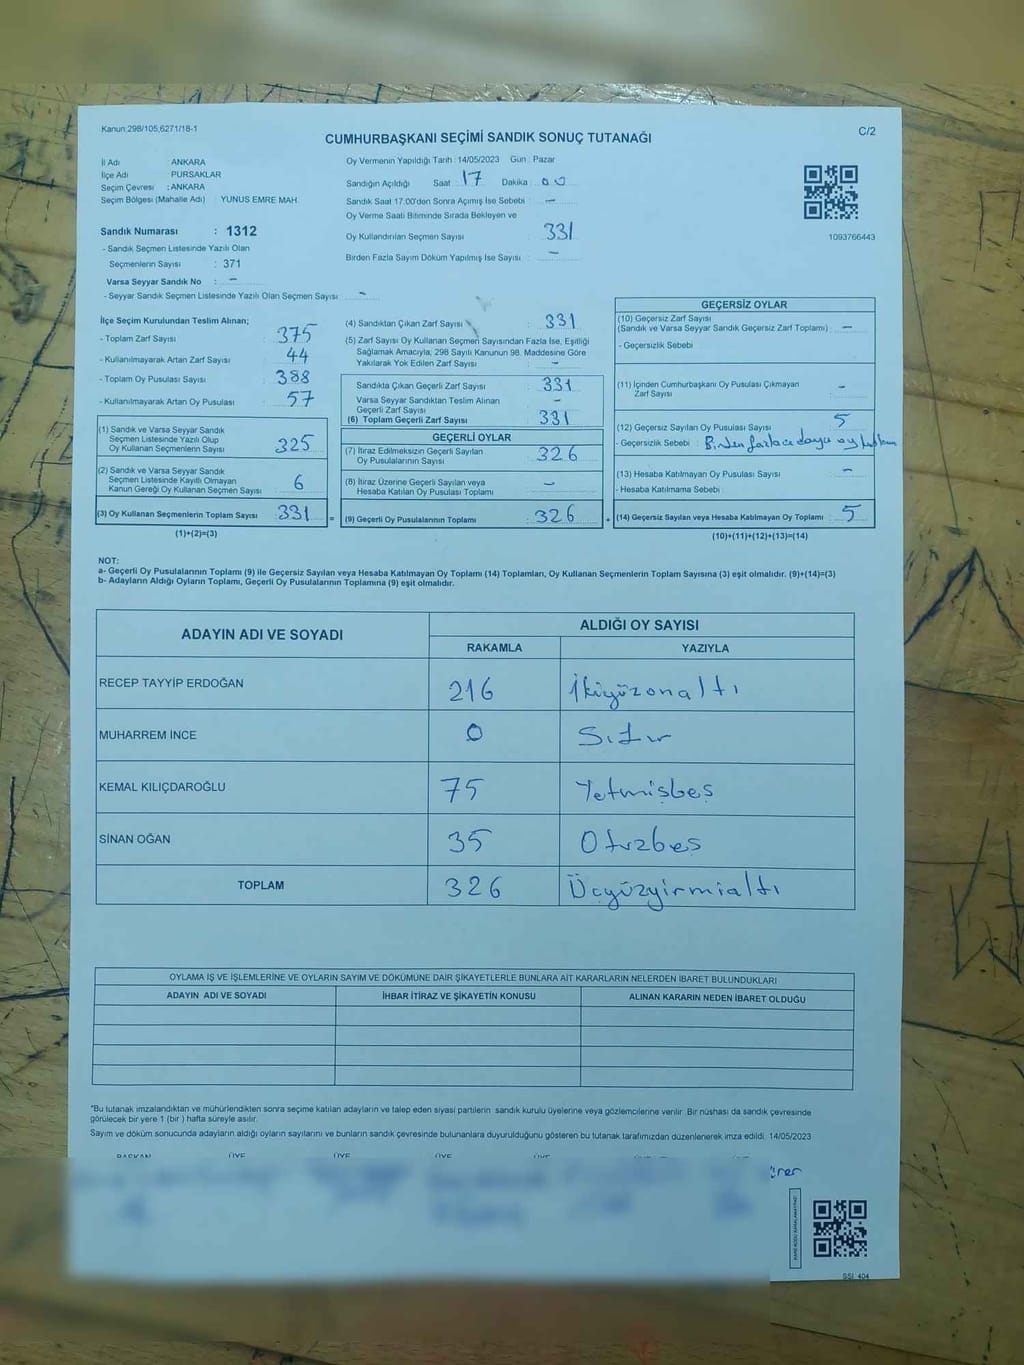 Kanun:298/105,6271/18-1
C/2
CUMHURBAŞKANI SEÇİMİ SANDIK SONUÇ TUTANAĞI
İl Adı ANKARA
İlçe Adı PURSAKLAR
Seçim Çevresi : ANKARA
Seçim Bölgesi (Mahalle Adı) YUNUS EMRE MAH.
Sandık Numarası : 1312
- Sandık Seçmen Listesinde Yazılı Olan
Seçmenlerin Sayısı : 371
Varsa Seyyar Sandık No : -
- Seyyar Sandık Seçmen Listesinde Yazılı Olan Seçmen Sayısı : -
Oy Vermenin Yapıldığı Tarih : 14/05/2023 Gün : Pazar
Sandığın Açıldığı Saat : 17 Dakika : 00
Sandık Saat 17.00'den Sonra Açımış İse Sebebi : -
Oy Verme Saati Bitiminde Sırada Bekleyen ve
Oy Kullandırılan Seçmen Sayısı 331
Birden Fazla Sayım Döküm Yapılmış İse Sayısı : -
1093766443
İlçe Seçim Kurulundan Teslim Alınan;
- Toplam Zarf Sayısı : 375
- Kullanılmayarak Artan Zarf Sayısı : 44
- Toplam Oy Pusulası Sayısı : 388
- Kullanılmayarak Artan Oy Pusulası : 57
(1) Sandık ve Varsa Seyyar Sandık
Seçmen Listesinde Yazılı Olup
Oy Kullanan Seçmenlerin Sayısı 325
(2) Sandık ve Varsa Seyyar Sandık
Seçmen Listesinde Kayıtlı Olmayan
Kanun Gereği Oy Kullanan Seçmen Sayısı 6
(3) Oy Kullanan Seçmenlerin Toplam Sayısı 331 =
(1)+(2)=(3)
(4) Sandıktan Çıkan Zarf Sayısı : 331
(5) Zarf Sayısı Oy Kullanan Seçmen Sayısından Fazla İse, Eşitliği
Sağlamak Amacıyla; 298 Sayılı Kanunun 98. Maddesine Göre
Yakılarak Yok Edilen Zarf Sayısı : -
Sandıkta Çıkan Geçerli Zarf Sayısı : 331
Varsa Seyyar Sandıktan Teslim Alınan
Geçerli Zarf Sayısı : -
(6) Toplam Geçerli Zarf Sayısı : 331
GEÇERLİ OYLAR
(7) İtiraz Edilmeksizin Geçerli Sayılan
Oy Pusulalarının Sayısı : 326
(8) İtiraz Üzerine Geçerli Sayılan veya
Hesaba Katılan Oy Pusulası Toplamı : -
(9) Geçerli Oy Pusulalarının Toplamı : 326 +
GEÇERSİZ OYLAR
(10) Geçersiz Zarf Sayısı
(Sandık ve Varsa Seyyar Sandık Geçersiz Zarf Toplamı) : -
- Geçersizlik Sebebi :
(11) İçinden Cumhurbaşkanı Oy Pusulası Çıkmayan
Zarf Sayısı : -
(12) Geçersiz Sayılan Oy Pusulası Sayısı : 5
- Geçersizlik Sebebi : Birden fazla adaya oy
(13) Hesaba Katılmayan Oy Pusulası Sayısı : -
- Hesaba Katılmama Sebebi :
(14) Geçersiz Sayılan veya Hesaba Katılmayan Oy Toplamı : 5
(10)+(11)+(12)+(13)=(14)
NOT:
a- Geçerli Oy Pusulalarının Toplamı (9) ile Geçersiz Sayılan veya Hesaba Katılmayan Oy Toplamı (14) Toplamları, Oy Kullanan Seçmenlerin Toplam Sayısına (3) eşit olmalıdır. (9)+(14)=(3)
b- Adayların Aldığı Oyların Toplamı, Geçerli Oy Pusulalarının Toplamına (9) eşit olmalıdır.
ADAYIN ADI VE SOYADI ALDIĞI OY SAYISI
RAKAMLA YAZIYLA
RECEP TAYYİP ERDOĞAN 216 İkiyüzonaltı
MUHARREM İNCE 0 Sıfır
KEMAL KILIÇDAROĞLU 75 Yetmişbeş
SİNAN OĞAN 35 Otuzbeş
TOPLAM 326 Üçyüzyirmialtı
OYLAMA İŞ VE İŞLEMLERİNE VE OYLARIN SAYIM VE DÖKÜMÜNE DAİR ŞİKAYETLERLE BUNLARA AİT KARARLARIN NELERDEN İBARET BULUNDUKLARI
ADAYIN ADI VE SOYADI İHBAR İTİRAZ VE ŞİKAYETİN KONUSU ALINAN KARARIN NEDEN İBARET OLDUĞU
*Bu tutanak imzalandıktan ve mühürlendikten sonra seçime katılan adayların ve talep eden siyasi partilerin sandık kurulu üyelerine veya gözlemcilerine verilir. Bir nüshası da sandık çevresinde
görülecek bir yere 1 (bir) hafta süreyle asılır.
Sayım ve döküm sonucunda adayların aldığı oyların sayılarını ve bunların sandık çevresinde bulunanlara duyurulduğunu gösteren bu tutanak tarafımızdan düzenlenerek imza edildi. 14/05/2023
BAŞKAN ÜYE ÜYE ÜYE ÜYE
SSI: 404